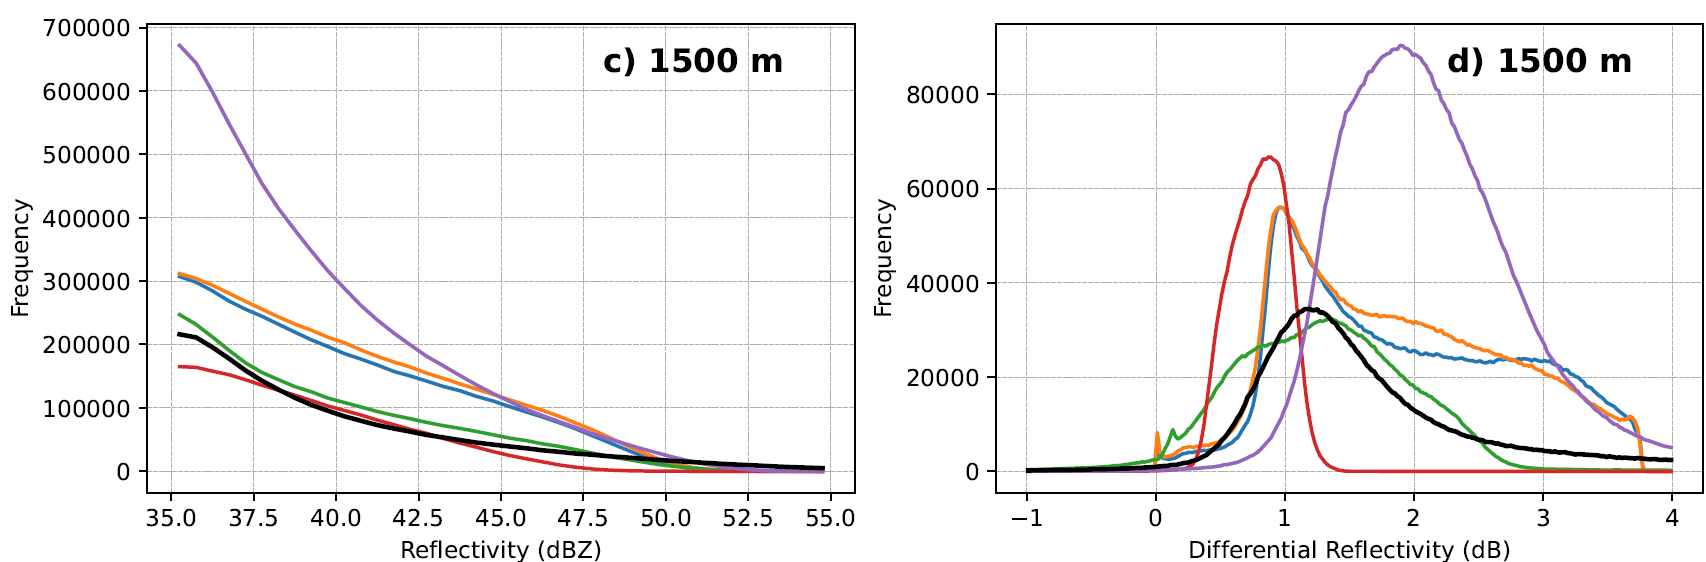 c) 1500 m
700000
600000
500000
400000
300000
200000
100000
0
Frequency
35.0 37.5 40.0 42.5 45.0 47.5 50.0 52.5 55.0
Reflectivity (dBZ)
d) 1500 m
80000
60000
40000
20000
0
Frequency
−1 0 1 2 3 4
Differential Reflectivity (dB)